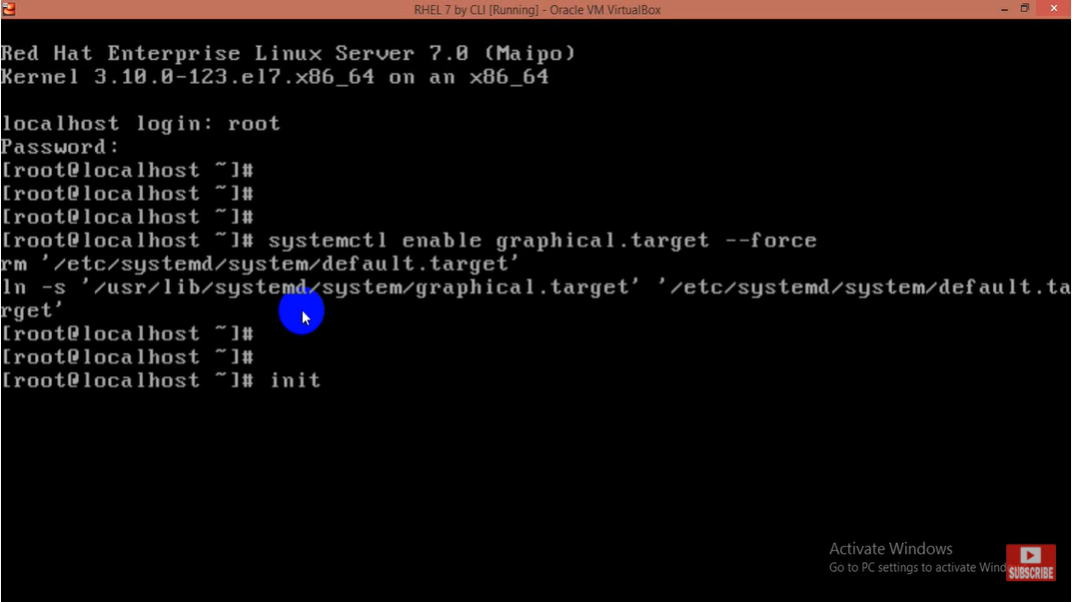 RHEL 7 by CLI [Running] - Oracle VM VirtualBox
Red Hat Enterprise Linux Server 7.0 (Maipo)
Kernel 3.10.0-123.el7.x86_64 on an x86_64
localhost login: root
Password:
[root@localhost ~]#
[root@localhost ~]#
[root@localhost ~]#
[root@localhost ~]# systemctl enable graphical.target --force
rm '/etc/systemd/system/default.target'
ln -s '/usr/lib/systemd/system/graphical.target' '/etc/systemd/system/default.ta
rget'
[root@localhost ~]#
[root@localhost ~]#
[root@localhost ~]# init
Activate Windows
Go to PC settings to activate Wind
SUBSCRIBE